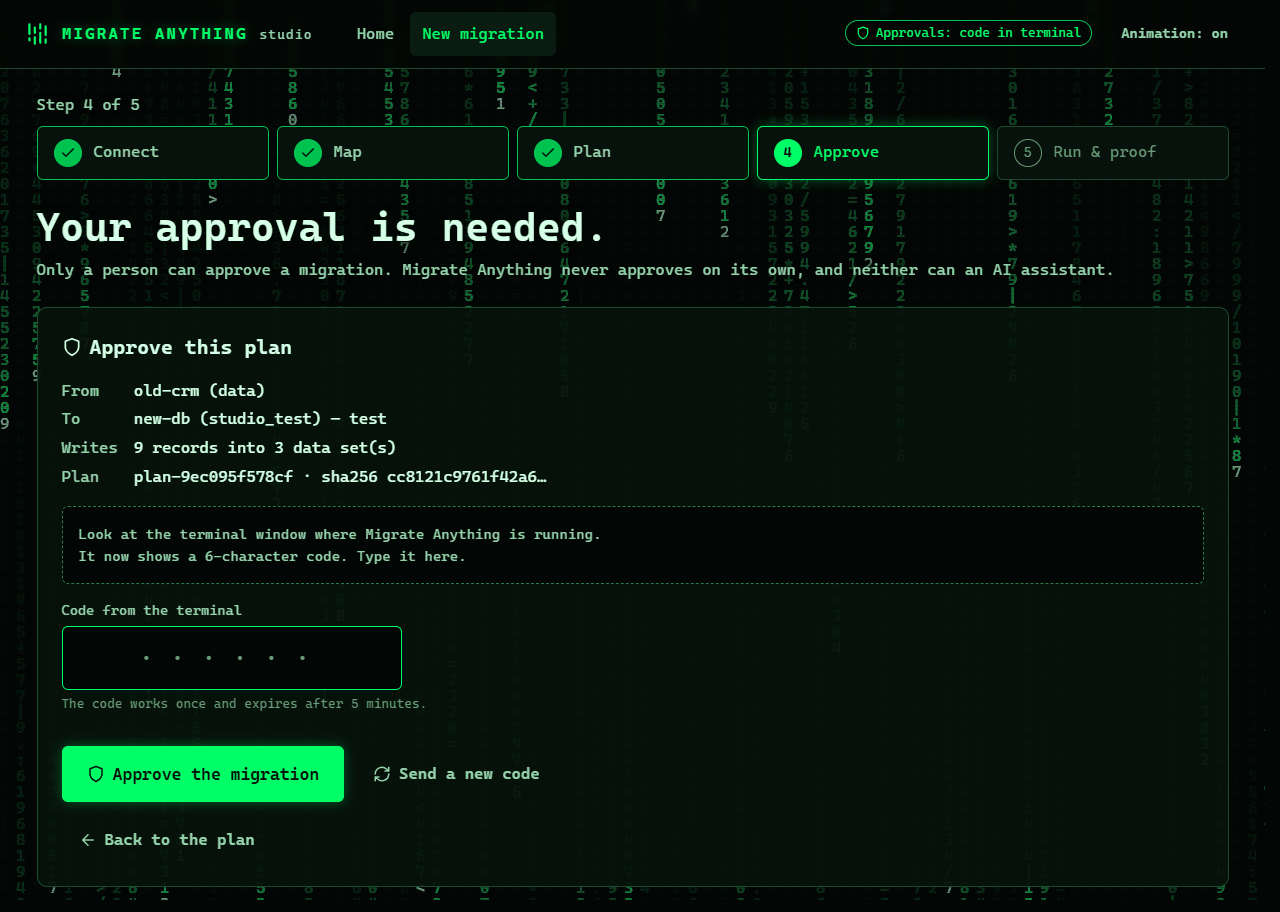 MIGRATE ANYTHING studio
Home
New migration
Approvals: code in terminal
Animation: on
Step 4 of 5
Connect
Map
Plan
4 Approve
5 Run & proof
Your approval is needed.
Only a person can approve a migration. Migrate Anything never approves on its own, and neither can an AI assistant.
Approve this plan
From old-crm (data)
To new-db (studio_test) — test
Writes 9 records into 3 data set(s)
Plan plan-9ec095f578cf · sha256 cc8121c9761f42a6…
Look at the terminal window where Migrate Anything is running.
It now shows a 6-character code. Type it here.
Code from the terminal
• • • • • •
The code works once and expires after 5 minutes.
Approve the migration
Send a new code
Back to the plan